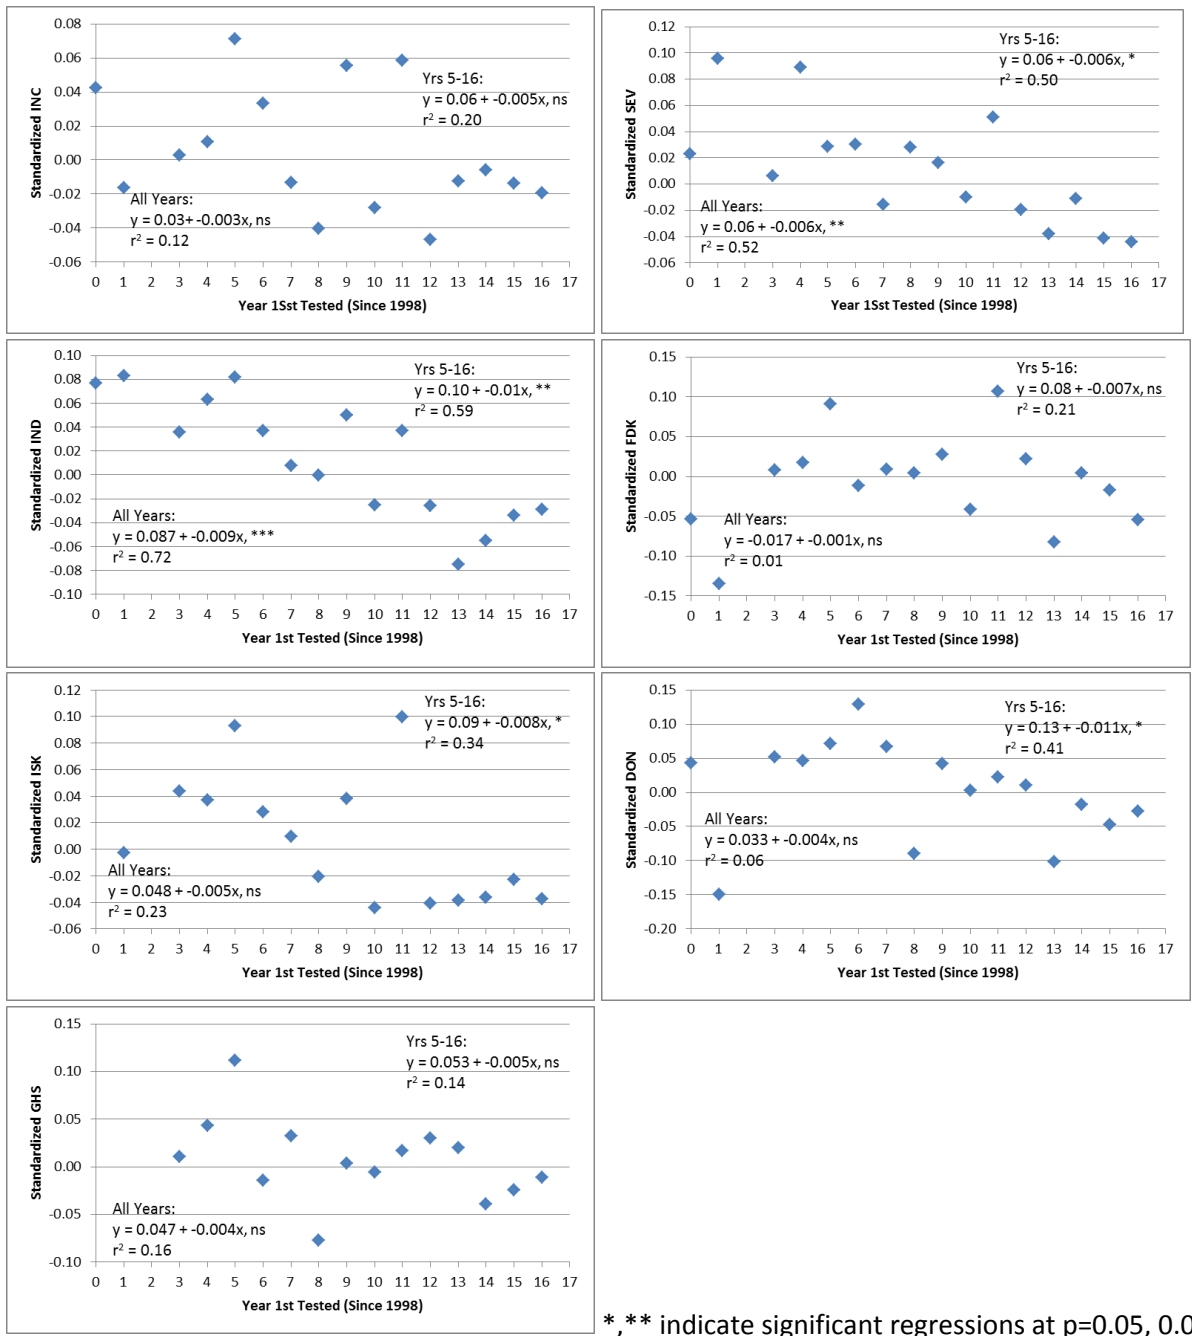 0.08
0.06
0.04
0.02
0.00
-0.02
-0.04
-0.06
Standardized INC
Yrs 5-16:
y = 0.06 + -0.005x, ns
r² = 0.20
All Years:
y = 0.03+ -0.003x, ns
r² = 0.12
0 1 2 3 4 5 6 7 8 9 10 11 12 13 14 15 16 17
Year 1Sst Tested (Since 1998)
0.12
0.10
0.08
0.06
0.04
0.02
0.00
-0.02
-0.04
-0.06
Standardized SEV
Yrs 5-16:
y = 0.06 + -0.006x, *
r² = 0.50
All Years:
y = 0.06 + -0.006x, **
r² = 0.52
0 1 2 3 4 5 6 7 8 9 10 11 12 13 14 15 16 17
Year 1Sst Tested (Since 1998)
0.10
0.08
0.06
0.04
0.02
0.00
-0.02
-0.04
-0.06
-0.08
-0.10
Standardized IND
Yrs 5-16:
y = 0.10 + -0.01x, **
r² = 0.59
All Years:
y = 0.087 + -0.009x, ***
r² = 0.72
0 1 2 3 4 5 6 7 8 9 10 11 12 13 14 15 16 17
Year 1st Tested (Since 1998)
0.15
0.10
0.05
0.00
-0.05
-0.10
-0.15
Standardized FDK
Yrs 5-16:
y = 0.08 + -0.007x, ns
r² = 0.21
All Years:
y = -0.017 + -0.001x, ns
r² = 0.01
0 1 2 3 4 5 6 7 8 9 10 11 12 13 14 15 16 17
Year 1st Tested (Since 1998)
0.12
0.10
0.08
0.06
0.04
0.02
0.00
-0.02
-0.04
-0.06
Standardized ISK
Yrs 5-16:
y = 0.09 + -0.008x, *
r² = 0.34
All Years:
y = 0.048 + -0.005x, ns
r² = 0.23
0 1 2 3 4 5 6 7 8 9 10 11 12 13 14 15 16 17
Year 1st Tested (Since 1998)
0.15
0.10
0.05
0.00
-0.05
-0.10
-0.15
-0.20
Standardized DON
Yrs 5-16:
y = 0.13 + -0.011x, *
r² = 0.41
All Years:
y = 0.033 + -0.004x, ns
r² = 0.06
0 1 2 3 4 5 6 7 8 9 10 11 12 13 14 15 16 17
Year 1st Tested (Since 1998)
0.15
0.10
0.05
0.00
-0.05
-0.10
Standardized GHS
Yrs 5-16:
y = 0.053 + -0.005x, ns
r² = 0.14
All Years:
y = 0.047 + -0.004x, ns
r² = 0.16
0 1 2 3 4 5 6 7 8 9 10 11 12 13 14 15 16 17
Year 1st Tested (Since 1998)
*,** indicate significant regressions at p=0.05, 0.0